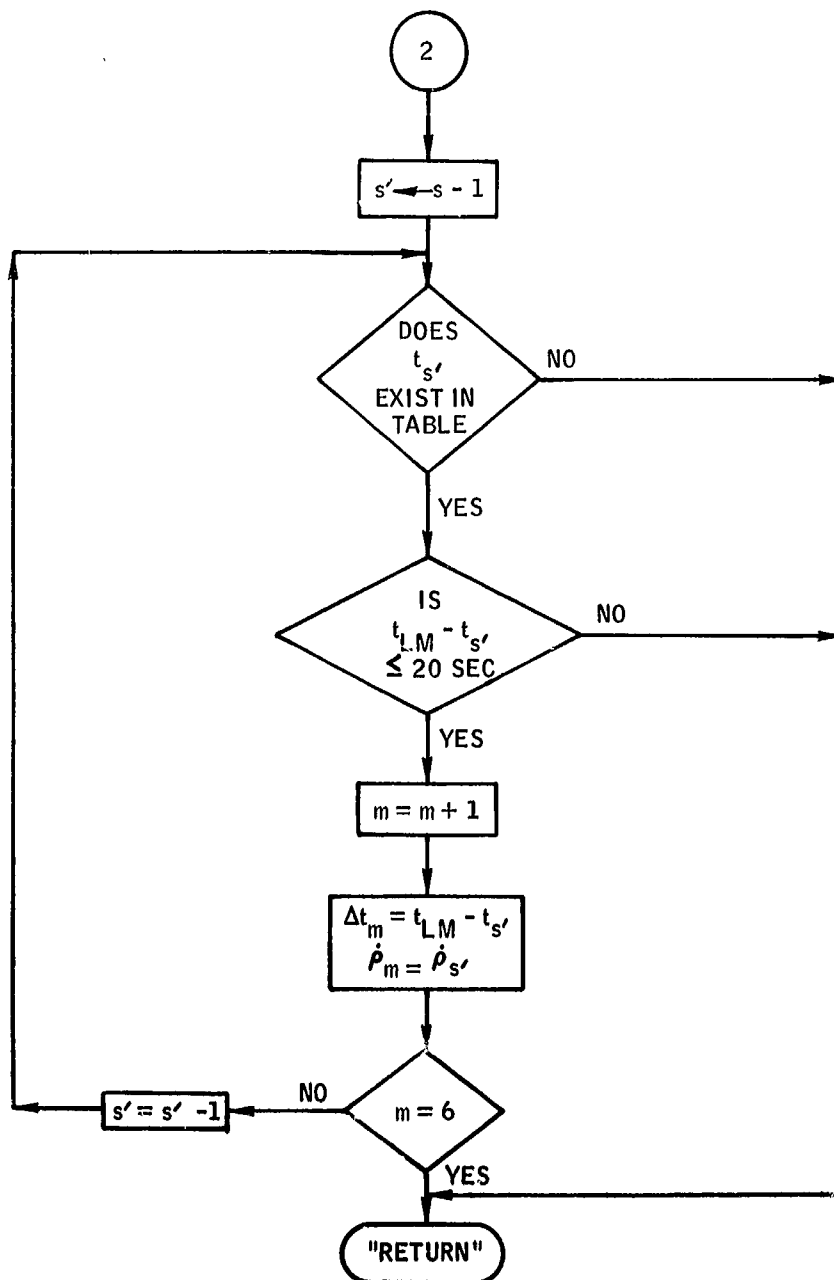 2
s′ ← s - 1
DOES
t_s′
EXIST IN
TABLE
NO
YES
IS
t_LM - t_s′
≤ 20 SEC
NO
YES
m = m + 1
Δt_m = t_LM - t_s′
ρ̇_m = ρ̇_s′
m = 6
NO
s′ = s′ - 1
YES
"RETURN"